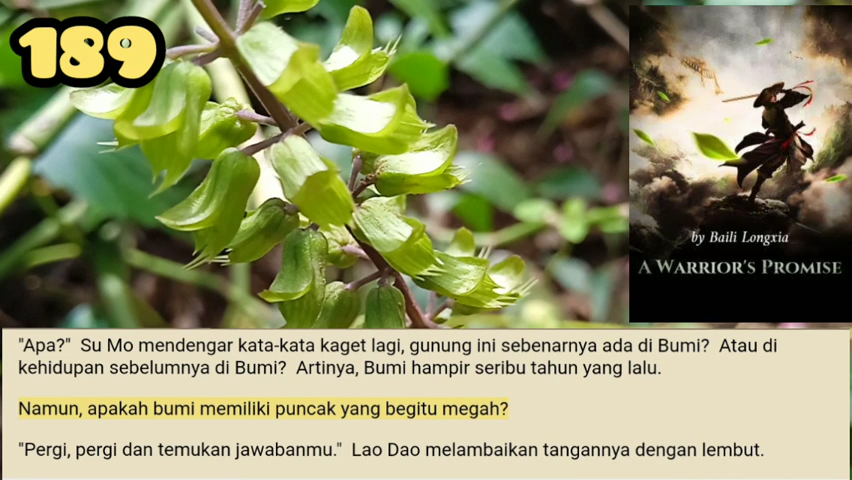 189
by Baili Longxia
A WARRIOR'S PROMISE
"Apa?"  Su Mo mendengar kata-kata kaget lagi, gunung ini sebenarnya ada di Bumi?  Atau di
kehidupan sebelumnya di Bumi?  Artinya, Bumi hampir seribu tahun yang lalu.
Namun, apakah bumi memiliki puncak yang begitu megah?
"Pergi, pergi dan temukan jawabanmu."  Lao Dao melambaikan tangannya dengan lembut.